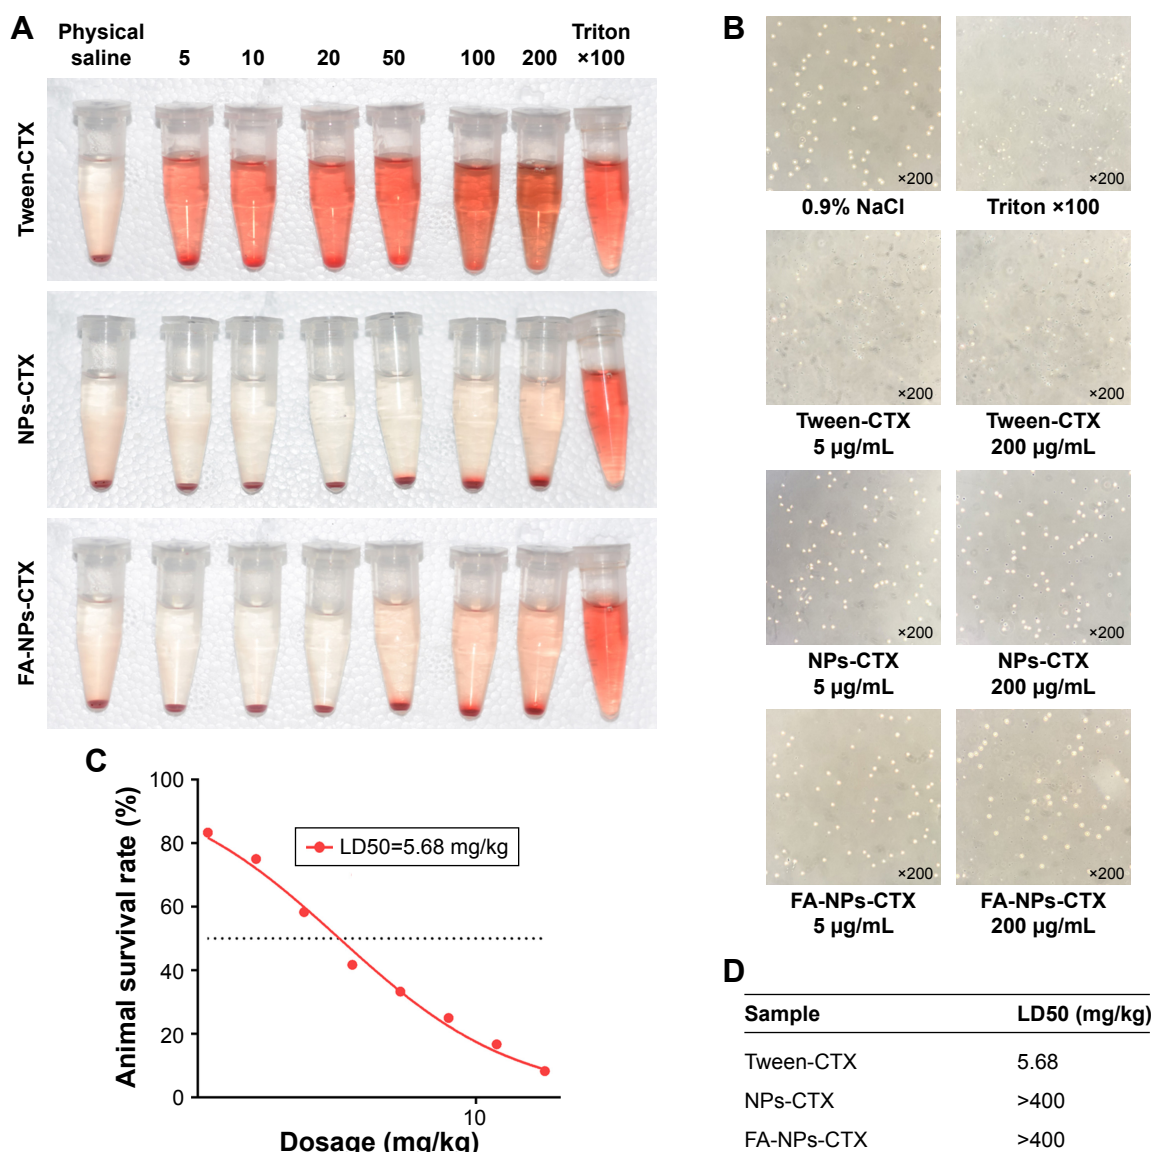 A
Physical
saline
5
10
20
50
100
200
Triton
×100
Tween-CTX
NPs-CTX
FA-NPs-CTX
B
×200
×200
0.9% NaCl
Triton ×100
×200
×200
Tween-CTX
5 µg/mL
Tween-CTX
200 µg/mL
×200
×200
NPs-CTX
5 µg/mL
NPs-CTX
200 µg/mL
×200
×200
FA-NPs-CTX
5 µg/mL
FA-NPs-CTX
200 µg/mL
C
Animal survival rate (%)
100
80
60
40
20
0
LD50=5.68 mg/kg
10
Dosage (mg/kg)
D
Sample LD50 (mg/kg)
Tween-CTX 5.68
NPs-CTX >400
FA-NPs-CTX >400